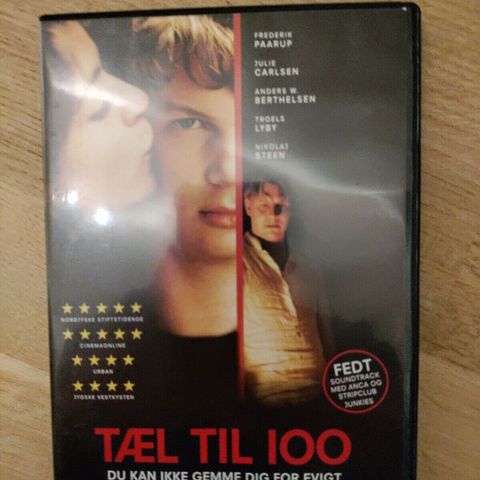 FREDERIK
PAARUP
JULIE
CARLSEN
ANDERS W.
BERTHELSEN
TROELS
LYBY
NIKOLAJ
STEEN
NORDJYSKE STIFTSTIDENDE
CINEMAONLINE
URBAN
JYDSKE VESTKYSTEN
FEDT
SOUNDTRACK
MED ANCA OG
STRIPCLUB
JUNKIES
TÆL TIL 100
DU KAN IKKE GEMME DIG FOR EVIGT